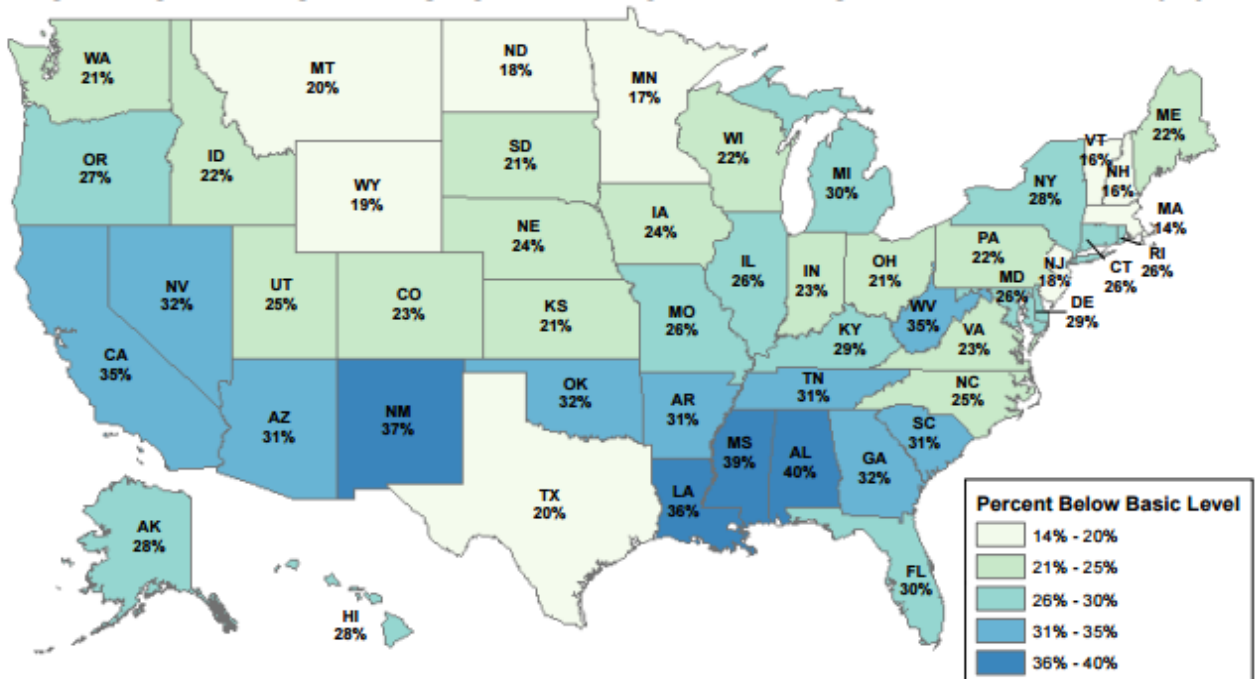 WA
21%
MT
20%
ND
18%
MN
17%
OR
27%
ID
22%
WY
19%
SD
21%
WI
22%
MI
30%
NY
28%
VT
16%
NH
16%
ME
22%
MA
14%
RI
26%
CT
26%
NV
32%
UT
25%
CO
23%
NE
24%
IA
24%
KS
21%
MO
26%
IL
26%
IN
23%
OH
21%
PA
22%
NJ
18%
MD
26%
DE
29%
WV
35%
VA
23%
KY
29%
CA
35%
AZ
31%
NM
37%
OK
32%
AR
31%
TN
31%
NC
25%
SC
31%
MS
39%
AL
40%
GA
32%
TX
20%
LA
36%
FL
30%
AK
28%
HI
28%
Percent Below Basic Level
14% - 20%
21% - 25%
26% - 30%
31% - 35%
36% - 40%